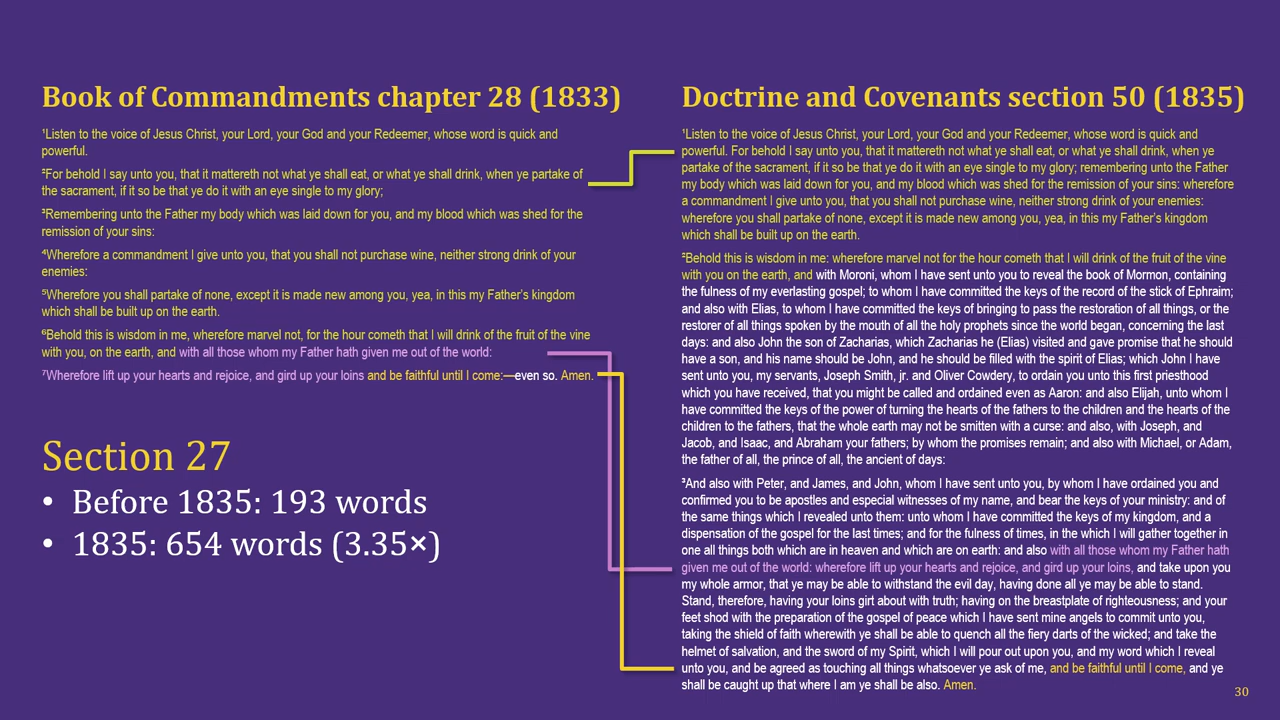 Book of Commandments chapter 28 (1833)
¹Listen to the voice of Jesus Christ, your Lord, your God and your Redeemer, whose word is quick and
powerful.
²For behold I say unto you, that it mattereth not what ye shall eat, or what ye shall drink, when ye partake of
the sacrament, if it so be that ye do it with an eye single to my glory;
³Remembering unto the Father my body which was laid down for you, and my blood which was shed for the
remission of your sins:
⁴Wherefore a commandment I give unto you, that you shall not purchase wine, neither strong drink of your
enemies:
⁵Wherefore you shall partake of none, except it is made new among you, yea, in this my Father's kingdom
which shall be built up on the earth.
⁶Behold this is wisdom in me, wherefore marvel not, for the hour cometh that I will drink of the fruit of the vine
with you, on the earth, and with all those whom my Father hath given me out of the world:
⁷Wherefore lift up your hearts and rejoice, and gird up your loins and be faithful until I come:—even so. Amen.
Section 27
• Before 1835: 193 words
• 1835: 654 words (3.35×)
Doctrine and Covenants section 50 (1835)
¹Listen to the voice of Jesus Christ, your Lord, your God and your Redeemer, whose word is quick and
powerful. For behold I say unto you, that it mattereth not what ye shall eat, or what ye shall drink, when ye
partake of the sacrament, if it so be that ye do it with an eye single to my glory; remembering unto the Father
my body which was laid down for you, and my blood which was shed for the remission of your sins: wherefore
a commandment I give unto you, that you shall not purchase wine, neither strong drink of your enemies:
wherefore you shall partake of none, except it is made new among you, yea, in this my Father's kingdom
which shall be built up on the earth.
²Behold this is wisdom in me: wherefore marvel not for the hour cometh that I will drink of the fruit of the vine
with you on the earth, and with Moroni, whom I have sent unto you to reveal the book of Mormon, containing
the fulness of my everlasting gospel; to whom I have committed the keys of the record of the stick of Ephraim;
and also with Elias, to whom I have committed the keys of bringing to pass the restoration of all things, or the
restorer of all things spoken by the mouth of all the holy prophets since the world began, concerning the last
days: and also John the son of Zacharias, which Zacharias he (Elias) visited and gave promise that he should
have a son, and his name should be John, and he should be filled with the spirit of Elias; which John I have
sent unto you, my servants, Joseph Smith, jr. and Oliver Cowdery, to ordain you unto this first priesthood
which you have received, that you might be called and ordained even as Aaron: and also Elijah, unto whom I
have committed the keys of the power of turning the hearts of the fathers to the children and the hearts of the
children to the fathers, that the whole earth may not be smitten with a curse: and also, with Joseph, and
Jacob, and Isaac, and Abraham your fathers; by whom the promises remain; and also with Michael, or Adam,
the father of all, the prince of all, the ancient of days:
³And also with Peter, and James, and John, whom I have sent unto you, by whom I have ordained you and
confirmed you to be apostles and especial witnesses of my name, and bear the keys of your ministry: and of
the same things which I revealed unto them: unto whom I have committed the keys of my kingdom, and a
dispensation of the gospel for the last times; and for the fulness of times, in the which I will gather together in
one all things both which are in heaven and which are on earth: and also with all those whom my Father hath
given me out of the world: wherefore lift up your hearts and rejoice, and gird up your loins, and take upon you
my whole armor, that ye may be able to withstand the evil day, having done all ye may be able to stand.
Stand, therefore, having your loins girt about with truth; having on the breastplate of righteousness; and your
feet shod with the preparation of the gospel of peace which I have sent mine angels to commit unto you,
taking the shield of faith wherewith ye shall be able to quench all the fiery darts of the wicked; and take the
helmet of salvation, and the sword of my Spirit, which I will pour out upon you, and my word which I reveal
unto you, and be agreed as touching all things whatsoever ye ask of me, and be faithful until I come, and ye
shall be caught up that where I am ye shall be also. Amen.
30